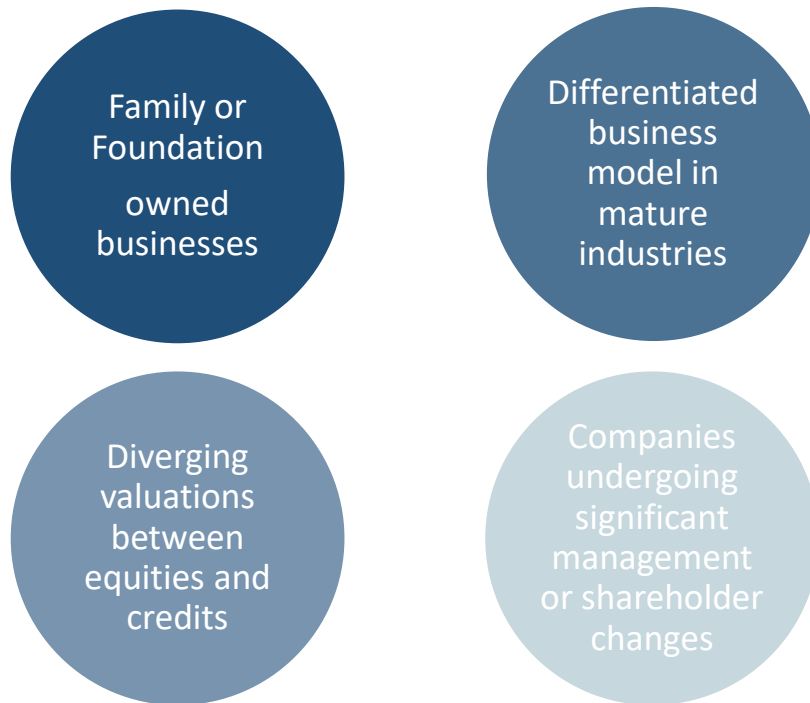 Family or
Foundation
owned
businesses
Differentiated
business
model in
mature
industries
Diverging
valuations
between
equities and
credits
Companies
undergoing
significant
management
or shareholder
changes